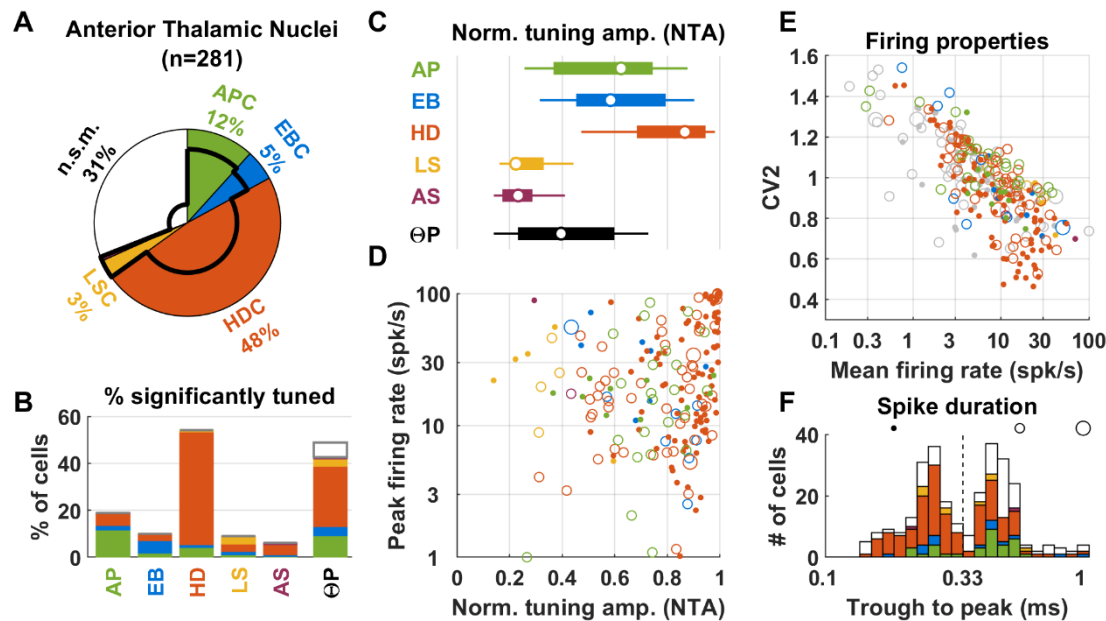 A
Anterior Thalamic Nuclei
(n=281)
APC
12%
EBC
5%
n.s.m.
31%
LSC
3%
HDC
48%
B
% significantly tuned
60
40
20
0
% of cells
AP
EB
HD
LS
AS
ΘP
C
Norm. tuning amp. (NTA)
AP
EB
HD
LS
AS
ΘP
D
100
30
10
3
1
Peak firing rate (spk/s)
0
0.2
0.4
0.6
0.8
1
Norm. tuning amp. (NTA)
E
Firing properties
1.6
1.4
1.2
1
0.8
0.6
0.4
CV2
0.1
0.3
1
3
10
30
100
Mean firing rate (spk/s)
F
Spike duration
40
20
0
# of cells
0.1
0.33
1
Trough to peak (ms)